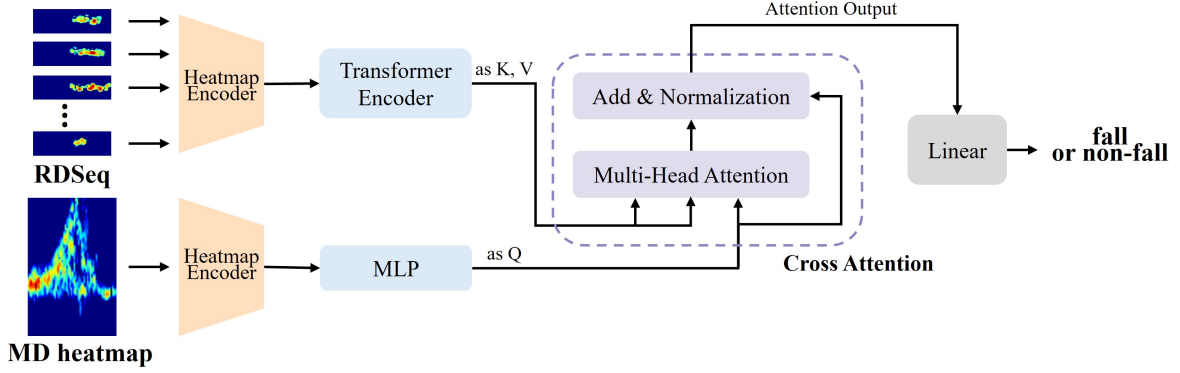 RDSeq
Heatmap
Encoder
Transformer
Encoder
as K, V
Attention Output
Add & Normalization
Multi-Head Attention
Cross Attention
Linear
fall
or non-fall
MD heatmap
Heatmap
Encoder
MLP
as Q